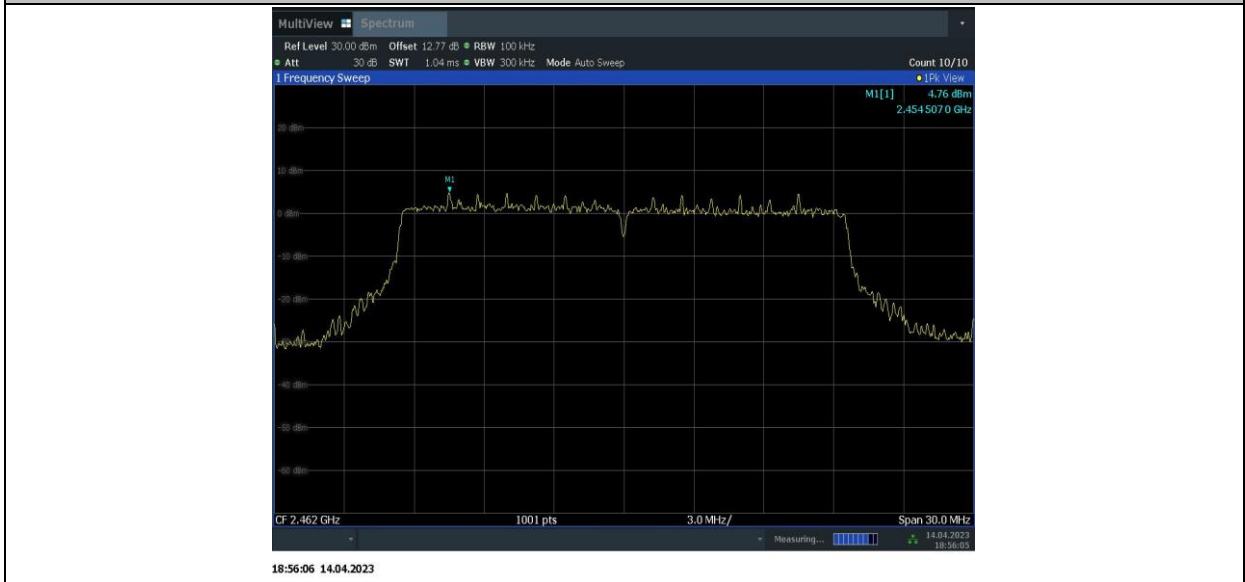 MultiView Spectrum
Ref Level 30.00 dBm Offset 12.77 dB RBW 100 kHz
Att 30 dB SWT 1.04 ms VBW 300 kHz Mode Auto Sweep Count 10/10
1 Frequency Sweep 1Pk View
M1[1] 4.76 dBm
2.454 507 0 GHz
20 dBm
10 dBm
M1
0 dBm
-10 dBm
-20 dBm
-40 dBm
-50 dBm
-60 dBm
CF 2.462 GHz 1001 pts 3.0 MHz/ Span 30.0 MHz
Measuring... 14.04.2023
18:56:05
18:56:06 14.04.2023